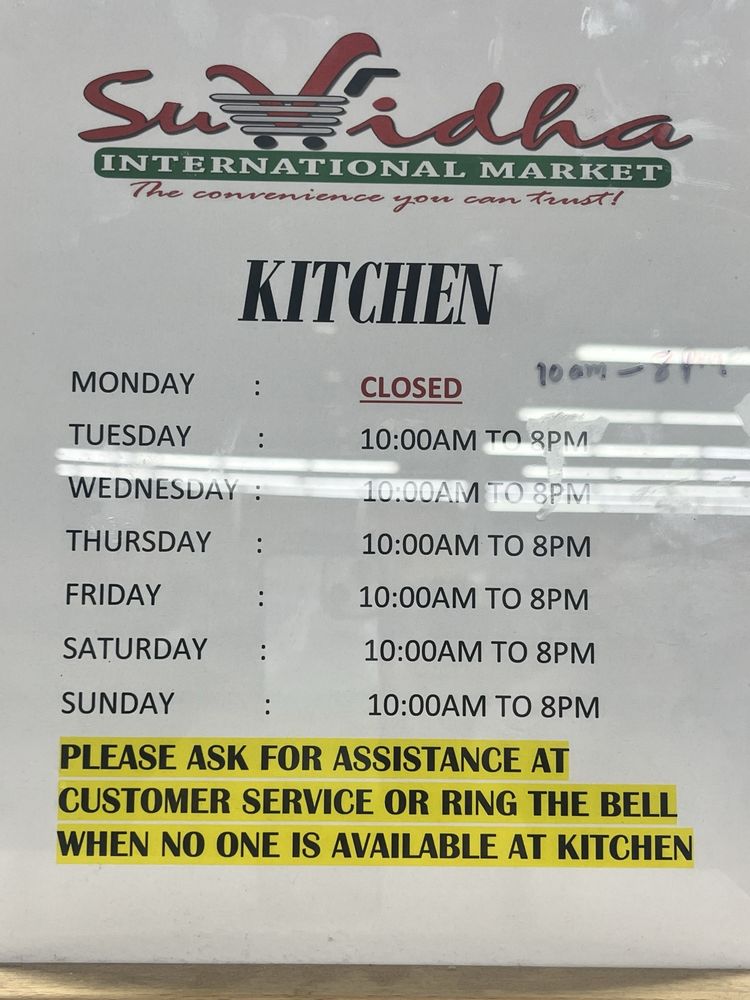 SuVidha
INTERNATIONAL MARKET
The convenience you can trust!
KITCHEN
MONDAY : CLOSED 10am - 8pm
TUESDAY : 10:00AM TO 8PM
WEDNESDAY : 10:00AM TO 8PM
THURSDAY : 10:00AM TO 8PM
FRIDAY : 10:00AM TO 8PM
SATURDAY : 10:00AM TO 8PM
SUNDAY : 10:00AM TO 8PM
PLEASE ASK FOR ASSISTANCE AT
CUSTOMER SERVICE OR RING THE BELL
WHEN NO ONE IS AVAILABLE AT KITCHEN